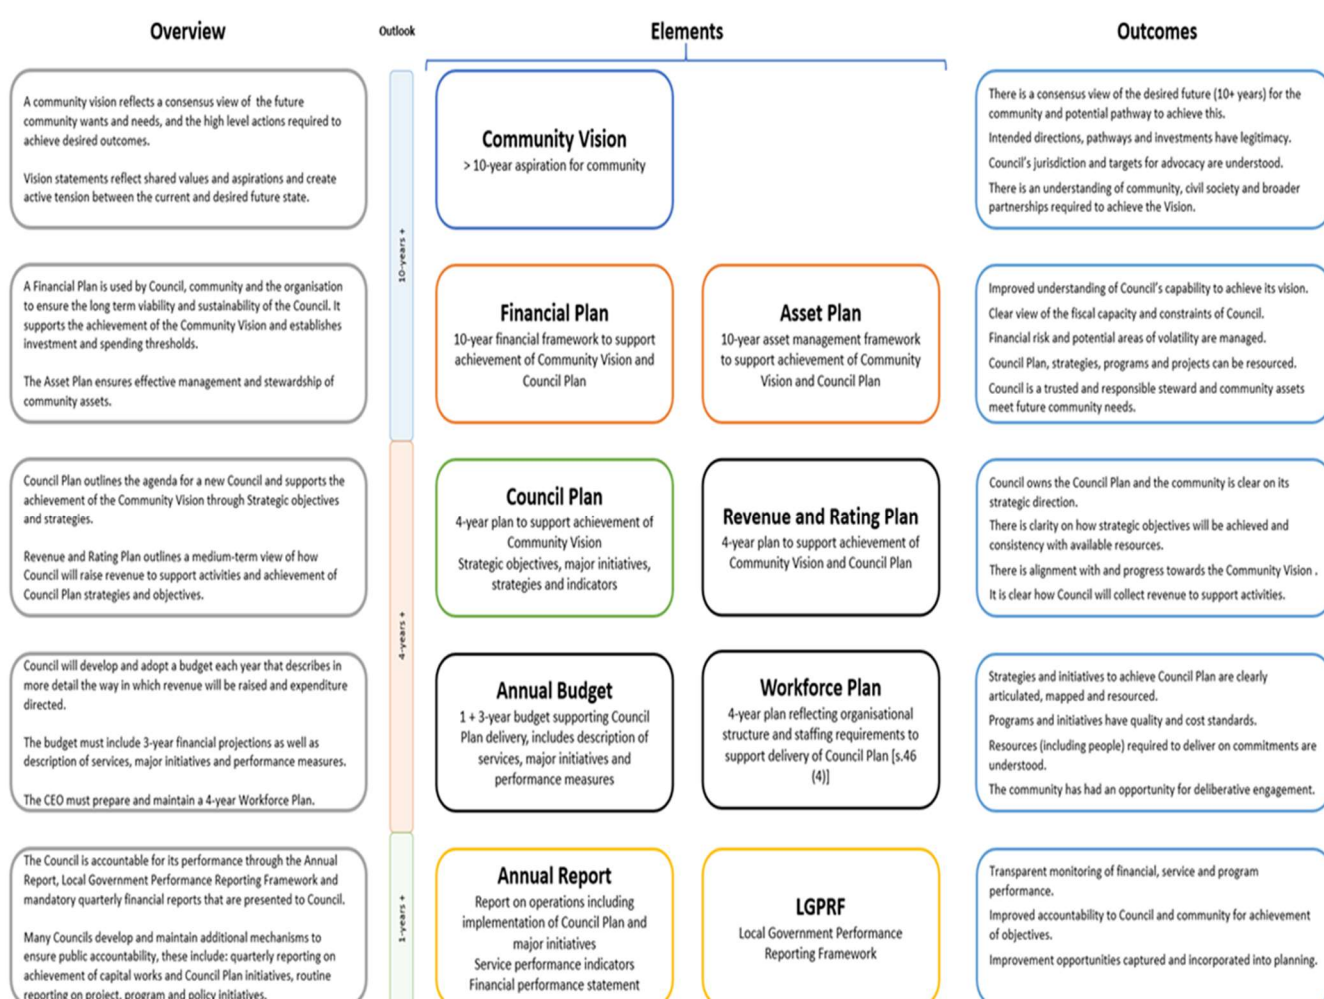 Overview
Outlook
Elements
Outcomes
A community vision reflects a consensus view of the future
community wants and needs, and the high level actions required to
achieve desired outcomes.
Vision statements reflect shared values and aspirations and create
active tension between the current and desired future state.
10-years +
Community Vision
> 10-year aspiration for community
There is a consensus view of the desired future (10+ years) for the
community and potential pathway to achieve this.
Intended directions, pathways and investments have legitimacy.
Council's jurisdiction and targets for advocacy are understood.
There is an understanding of community, civil society and broader
partnerships required to achieve the Vision.
A Financial Plan is used by Council, community and the organisation
to ensure the long term viability and sustainability of the Council. It
supports the achievement of the Community Vision and establishes
investment and spending thresholds.
The Asset Plan ensures effective management and stewardship of
community assets.
Financial Plan
10-year financial framework to support
achievement of Community Vision and
Council Plan
Asset Plan
10-year asset management framework
to support achievement of Community
Vision and Council Plan
Improved understanding of Council's capability to achieve its vision.
Clear view of the fiscal capacity and constraints of Council.
Financial risk and potential areas of volatility are managed.
Council Plan, strategies, programs and projects can be resourced.
Council is a trusted and responsible steward and community assets
meet future community needs.
Council Plan outlines the agenda for a new Council and supports the
achievement of the Community Vision through Strategic objectives
and strategies.
Revenue and Rating Plan outlines a medium-term view of how
Council will raise revenue to support activities and achievement of
Council Plan strategies and objectives.
4-years +
Council Plan
4-year plan to support achievement of
Community Vision
Strategic objectives, major initiatives,
strategies and indicators
Revenue and Rating Plan
4-year plan to support achievement of
Community Vision and Council Plan
Council owns the Council Plan and the community is clear on its
strategic direction.
There is clarity on how strategic objectives will be achieved and
consistency with available resources.
There is alignment with and progress towards the Community Vision .
It is clear how Council will collect revenue to support activities.
Council will develop and adopt a budget each year that describes in
more detail the way in which revenue will be raised and expenditure
directed.
The budget must include 3-year financial projections as well as
description of services, major initiatives and performance measures.
The CEO must prepare and maintain a 4-year Workforce Plan.
Annual Budget
1 + 3-year budget supporting Council
Plan delivery, includes description of
services, major initiatives and
performance measures
Workforce Plan
4-year plan reflecting organisational
structure and staffing requirements to
support delivery of Council Plan [s.46
(4)]
Strategies and initiatives to achieve Council Plan are clearly
articulated, mapped and resourced.
Programs and initiatives have quality and cost standards.
Resources (including people) required to deliver on commitments are
understood.
The community has had an opportunity for deliberative engagement.
The Council is accountable for its performance through the Annual
Report, Local Government Performance Reporting Framework and
mandatory quarterly financial reports that are presented to Council.
Many Councils develop and maintain additional mechanisms to
ensure public accountability, these include: quarterly reporting on
achievement of capital works and Council Plan initiatives, routine
reporting on project, program and policy initiatives.
1-years +
Annual Report
Report on operations including
implementation of Council Plan and
major initiatives
Service performance indicators
Financial performance statement
LGPRF
Local Government Performance
Reporting Framework
Transparent monitoring of financial, service and program
performance.
Improved accountability to Council and community for achievement
of objectives.
Improvement opportunities captured and incorporated into planning.